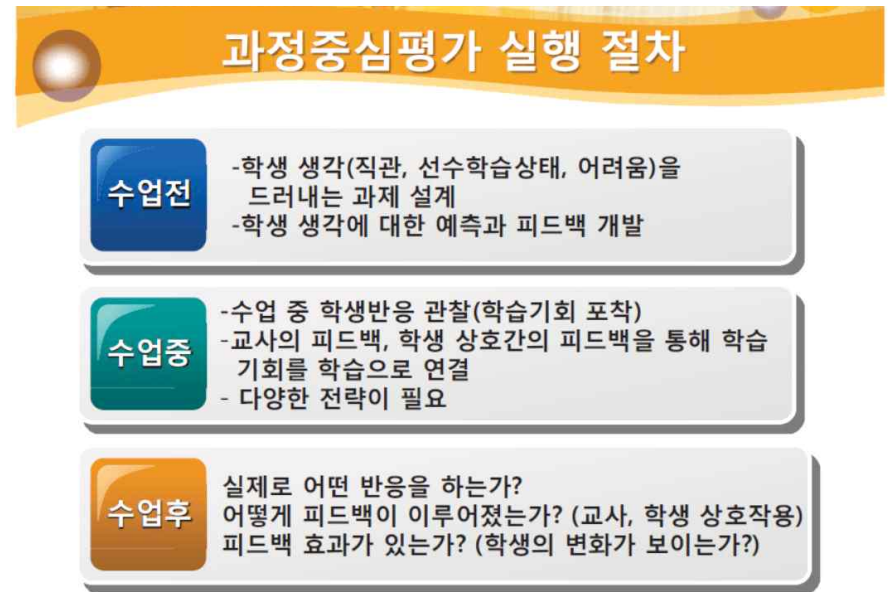 과정중심평가 실행 절차
수업전
-학생 생각(직관, 선수학습상태, 어려움)을
드러내는 과제 설계
-학생 생각에 대한 예측과 피드백 개발
수업중
-수업 중 학생반응 관찰(학습기회 포착)
-교사의 피드백, 학생 상호간의 피드백을 통해 학습
기회를 학습으로 연결
- 다양한 전략이 필요
수업후
실제로 어떤 반응을 하는가?
어떻게 피드백이 이루어졌는가? (교사, 학생 상호작용)
피드백 효과가 있는가? (학생의 변화가 보이는가?)